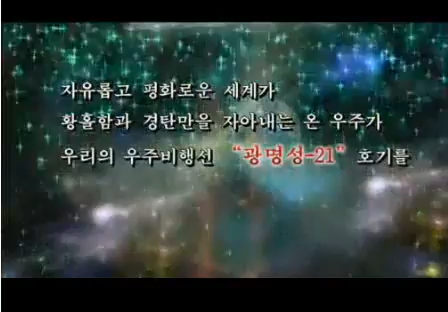 자유롭고 평화로운 세계가
황홀함과 경탄만을 자아내는 온 우주가
우리의 우주비행선 “광명성-21” 호기를